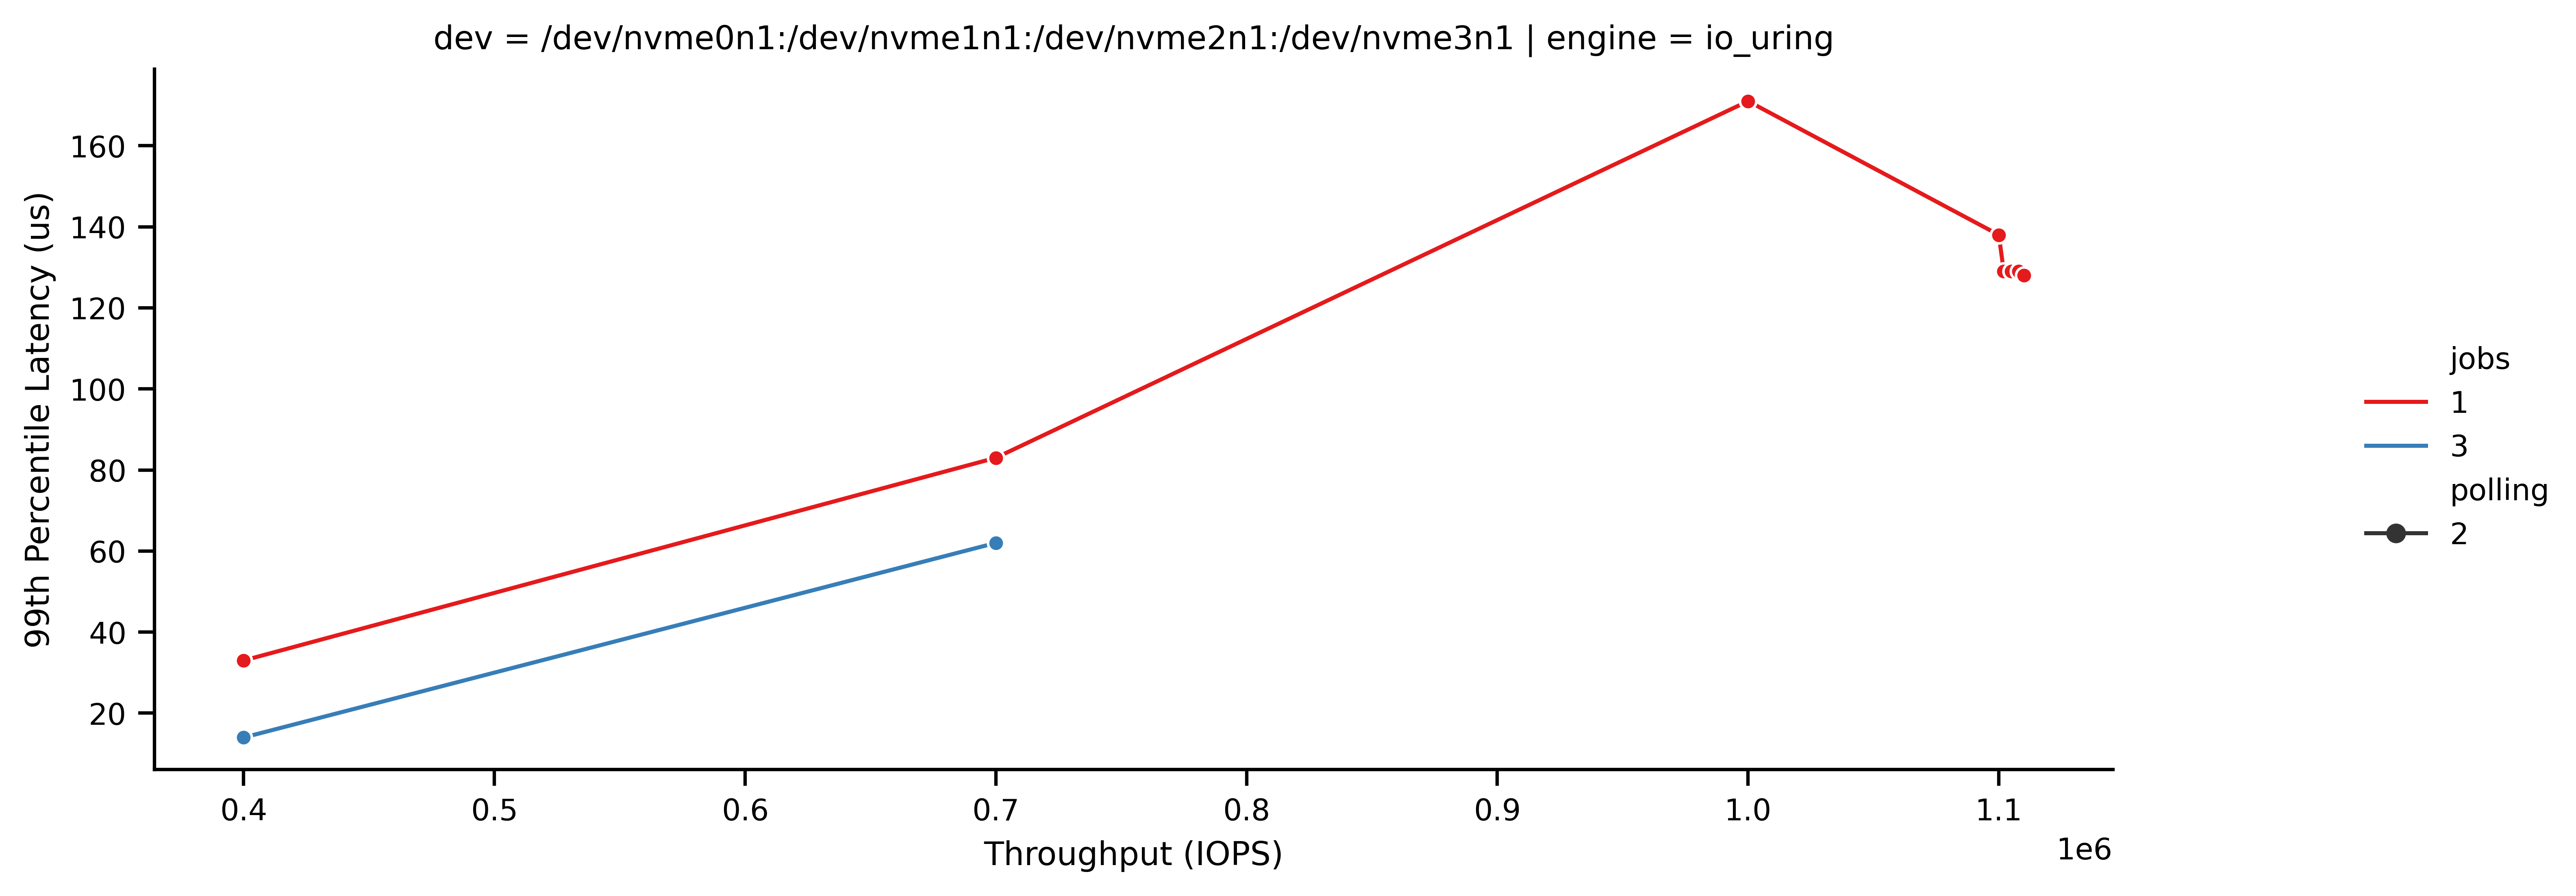 dev = /dev/nvme0n1:/dev/nvme1n1:/dev/nvme2n1:/dev/nvme3n1 | engine = io_uring
99th Percentile Latency (us)
160
140
120
100
80
60
40
20
0.4 0.5 0.6 0.7 0.8 0.9 1.0 1.1
1e6
Throughput (IOPS)
jobs
1
3
polling
2